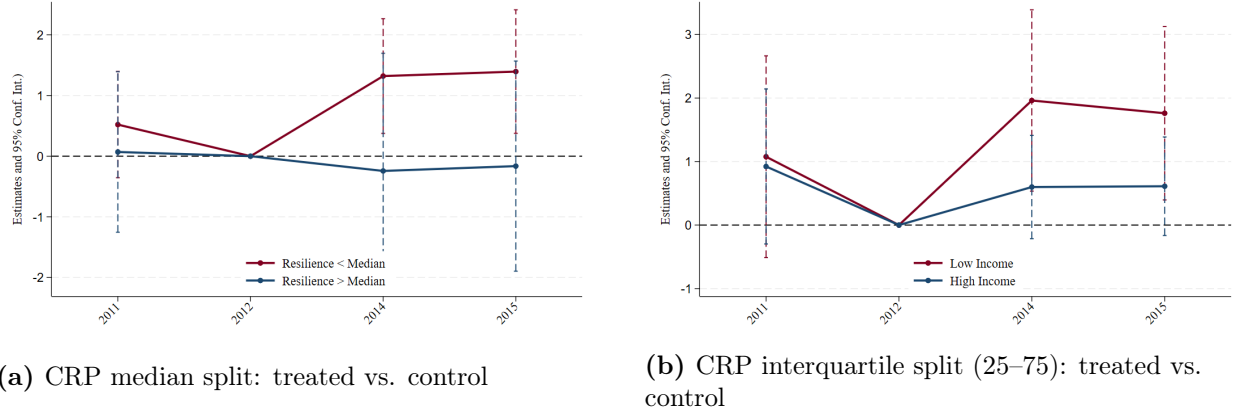 2
1
0
-1
-2
Estimates and 95% Conf. Int.)
Resilience < Median
Resilience > Median
2011
2012
2014
2015
(a) CRP median split: treated vs. control
3
2
1
0
-1
Estimates and 95% Conf. Int.)
Low Income
High Income
2011
2012
2014
2015
(b) CRP interquartile split (25–75): treated vs.
control